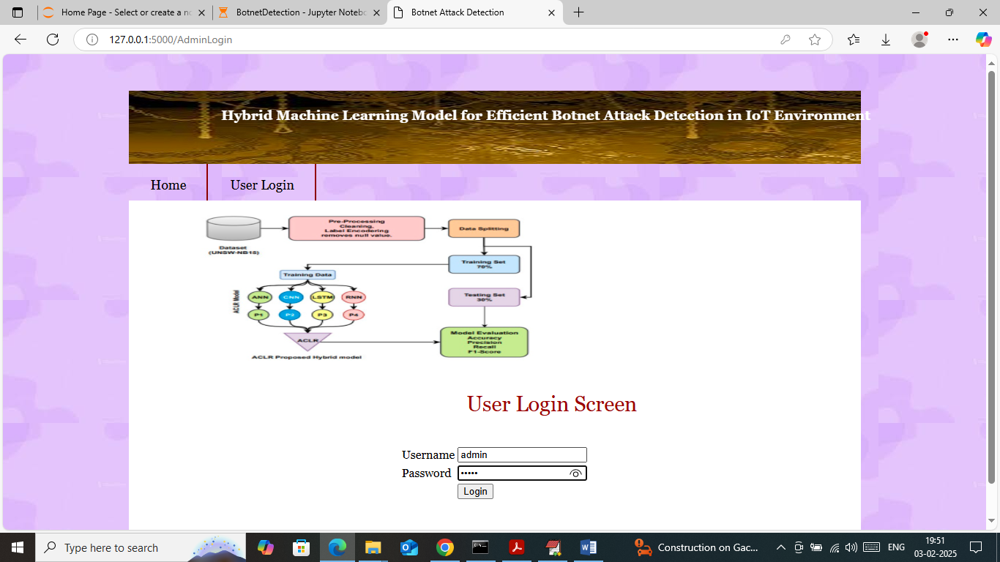 Home Page - Select or create a no
BotnetDetection - Jupyter Notebo
Botnet Attack Detection
127.0.0.1:5000/AdminLogin
Hybrid Machine Learning Model for Efficient Botnet Attack Detection in IoT Environment
Home
User Login
Pre-Processing
Cleaning,
Label Encodering
removes null value.
Data Splitting
Dataset
(UNSW-NB15)
Training Set
70%
Training Data
ACLR Model
ANN
CNN
LSTM
RNN
Testing Set
30%
P1
P2
P3
P4
ACLR
Model Evaluation
Accuracy
Precision
Recall
F1-Score
ACLR Proposed Hybrid model
User Login Screen
Username admin
Password •••••
Login
Type here to search
Construction on Gac...
ENG
19:51
03-02-2025